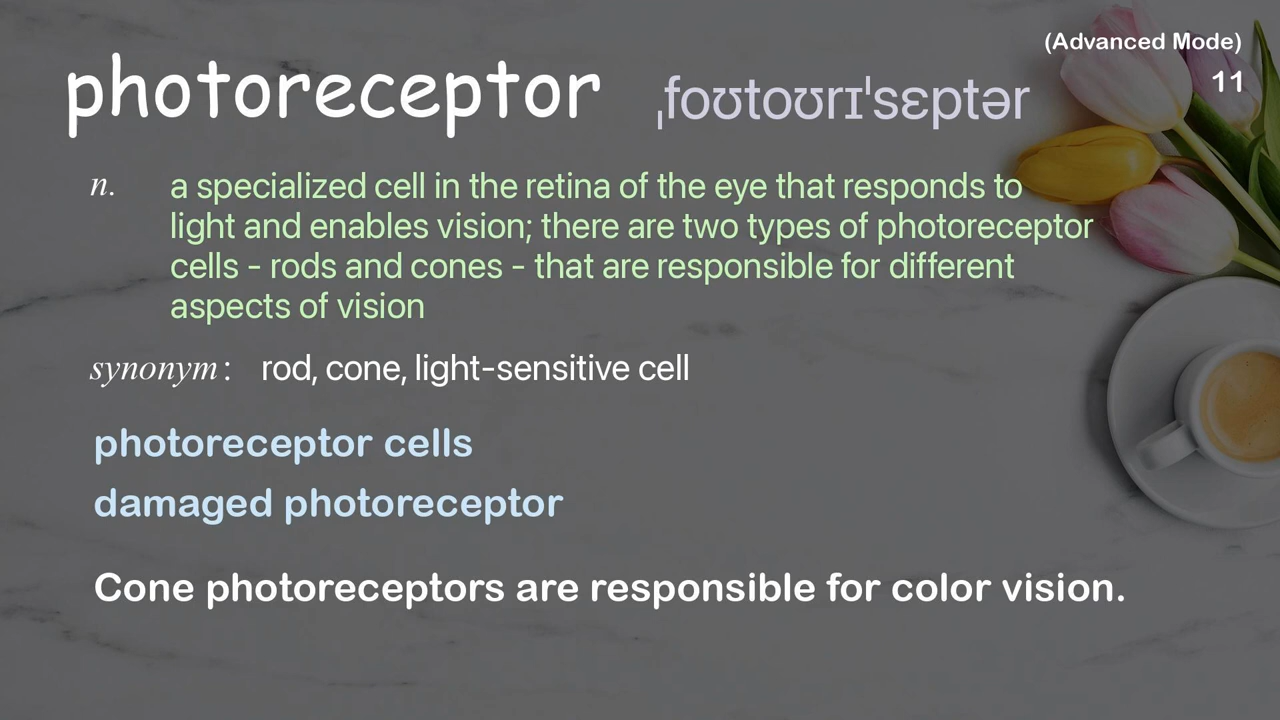 (Advanced Mode)
11
photoreceptor ˌfoʊtoʊrɪˈsɛptər
n. a specialized cell in the retina of the eye that responds to
light and enables vision; there are two types of photoreceptor
cells - rods and cones - that are responsible for different
aspects of vision
synonym: rod, cone, light-sensitive cell
photoreceptor cells
damaged photoreceptor
Cone photoreceptors are responsible for color vision.